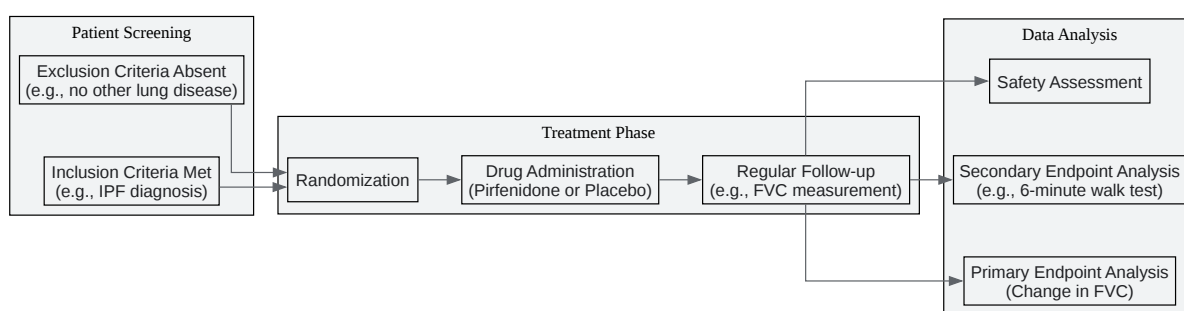 Patient Screening
Exclusion Criteria Absent
(e.g., no other lung disease)
Inclusion Criteria Met
(e.g., IPF diagnosis)
Treatment Phase
Randomization
Drug Administration
(Pirfenidone or Placebo)
Regular Follow-up
(e.g., FVC measurement)
Data Analysis
Safety Assessment
Secondary Endpoint Analysis
(e.g., 6-minute walk test)
Primary Endpoint Analysis
(Change in FVC)